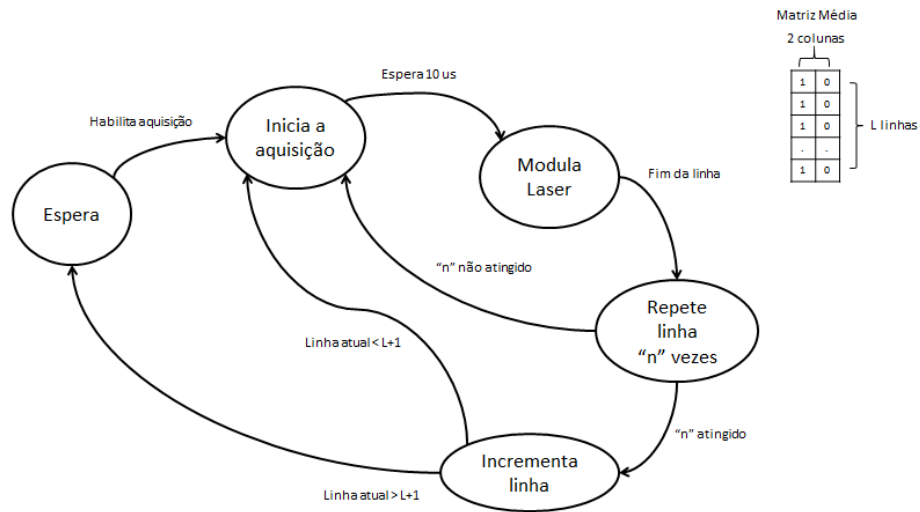 Matriz Média
2 colunas
1 0
1 0
1 0
. .
1 0
L linhas
Espera 10 us
Habilita aquisição
Inicia a
aquisição
Modula
Laser
Fim da linha
Espera
"n" não atingido
Repete
linha
"n" vezes
Linha atual < L+1
"n" atingido
Incrementa
linha
Linha atual > L+1